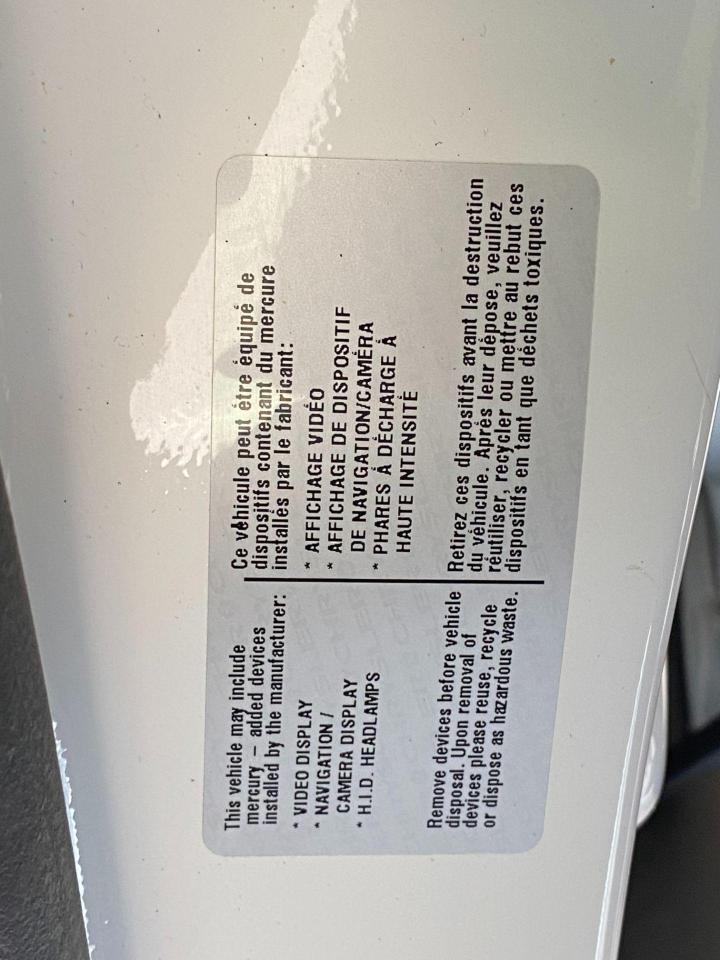 This vehicle may include
mercury – added devices
installed by the manufacturer:
* VIDEO DISPLAY
* NAVIGATION /
CAMERA DISPLAY
* H.I.D. HEADLAMPS
Remove devices before vehicle
disposal. Upon removal of
devices please reuse, recycle
or dispose as hazardous waste.
Ce véhicule peut étre équipé de
dispositifs contenant du mercure
installés par le fabricant:
* AFFICHAGE VIDÉO
* AFFICHAGE DE DISPOSITIF
DE NAVIGATION/CAMÉRA
* PHARES Á DÉCHARGE Á
HAUTE INTENSITÉ
Retirez ces dispositifs avant la destruction
du véhicule. Aprés leur dépose, veuillez
réutiliser, recycler ou mettre au rebut ces
dispositifs en tant que déchets toxiques.